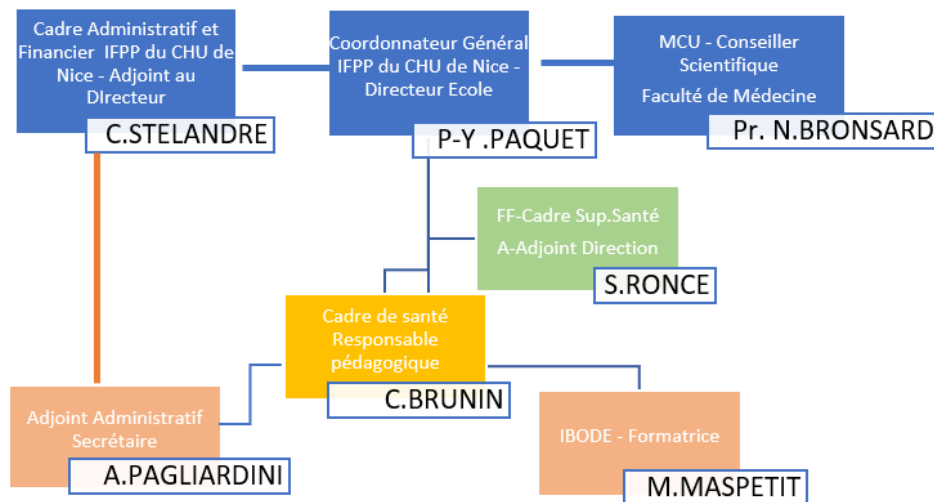 Cadre Administratif et
Financier IFPP du CHU de
Nice - Adjoint au
DIrecteur
C.STELANDRE
Coordonnateur Général
IFPP du CHU de Nice -
Directeur Ecole
P-Y .PAQUET
MCU - Conseiller
Scientifique
Faculté de Médecine
Pr. N.BRONSARD
FF-Cadre Sup.Santé
A-Adjoint Direction
S.RONCE
Cadre de santé
Responsable
pédagogique
C.BRUNIN
Adjoint Administratif
Secrétaire
A.PAGLIARDINI
IBODE - Formatrice
M.MASPETIT